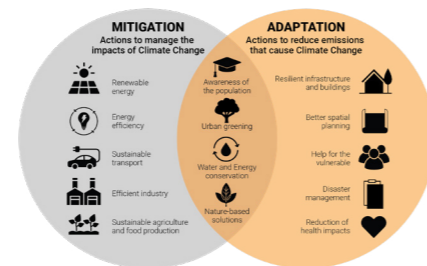 MITIGATION
Actions to manage the
impacts of Climate Change
ADAPTATION
Actions to reduce emissions
that cause Climate Change
Renewable
energy
Energy
efficiency
Sustainable
transport
Efficient industry
Sustainable agriculture
and food production
Awareness of
the population
Urban greening
Water and Energy
conservation
Nature-based
solutions
Resilient infrastructure
and buildings
Better spatial
planning
Help for the
vulnerable
Disaster
management
Reduction of
health impacts